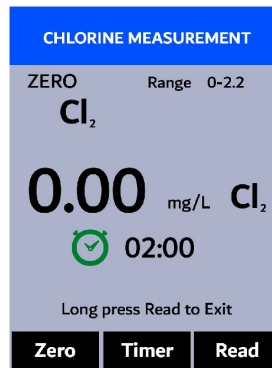 CHLORINE MEASUREMENT
ZERO Range 0-2.2
Cl₂
0.00 mg/L Cl₂
02:00
Long press Read to Exit
Zero Timer Read